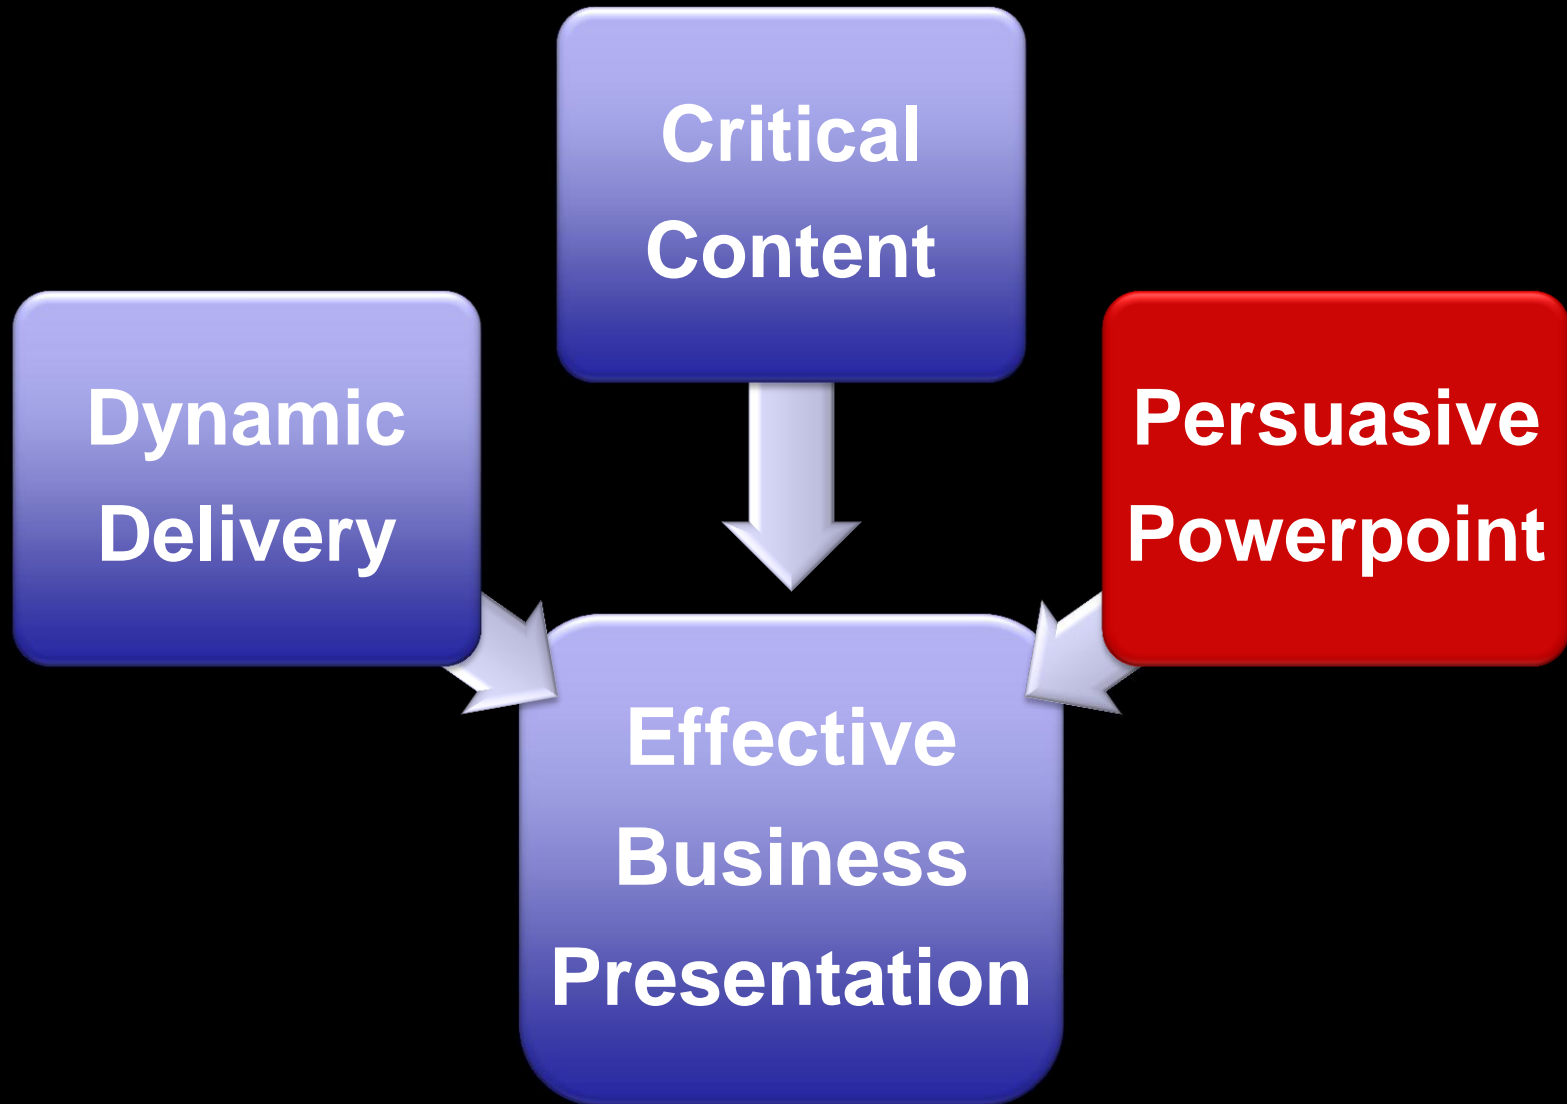 Critical
Content
Dynamic
Delivery
Persuasive
Powerpoint
Effective
Business
Presentation